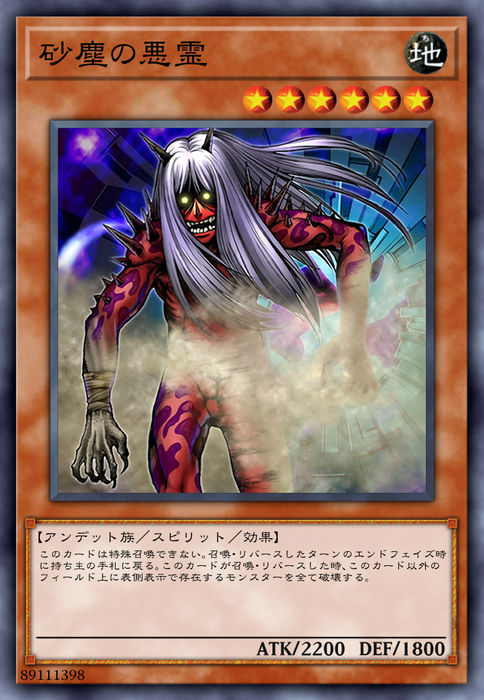 砂塵の悪霊
ち
地
【アンデット族／スピリット／効果】
このカードは特殊召喚できない。召喚・リバースしたターンのエンドフェイズ時
に持ち主の手札に戻る。このカードが召喚・リバースした時、このカード以外の
フィールド上に表側表示で存在するモンスターを全て破壊する。
ATK/2200 DEF/1800
89111398